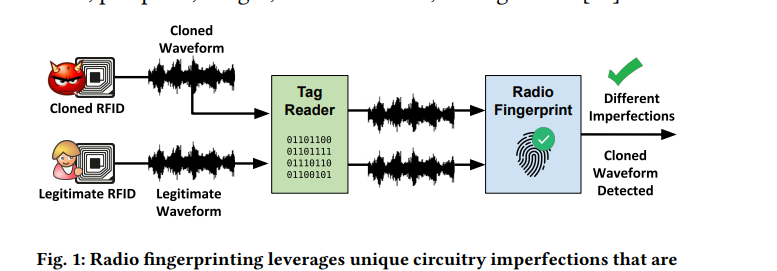 Cloned
Waveform
Cloned RFID
Legitimate RFID
Legitimate
Waveform
Tag
Reader
01101100
01101111
01110110
01100101
Radio
Fingerprint
Different
Imperfections
Cloned
Waveform
Detected
Fig. 1: Radio fingerprinting leverages unique circuitry imperfections that are